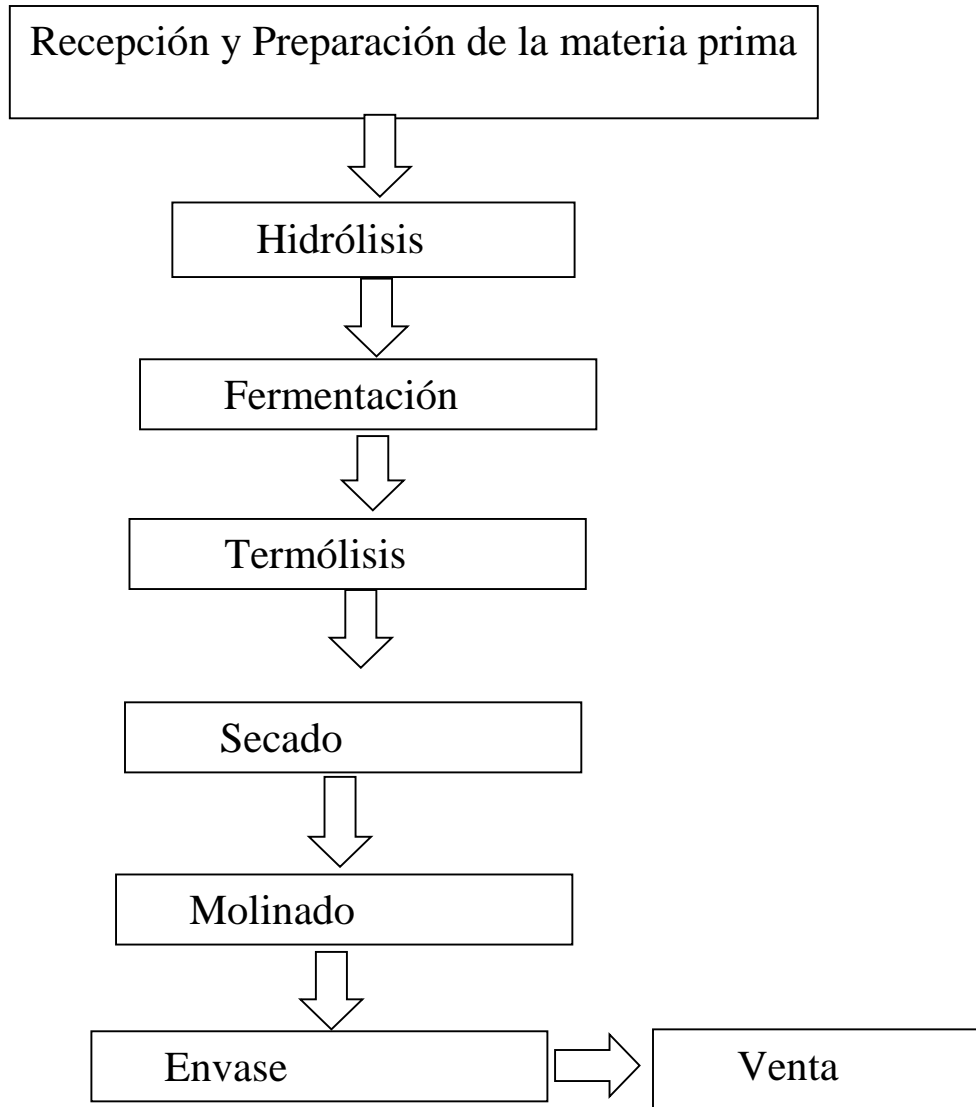 Recepción y Preparación de la materia prima
Hidrólisis
Fermentación
Termólisis
Secado
Molinado
Envase
Venta